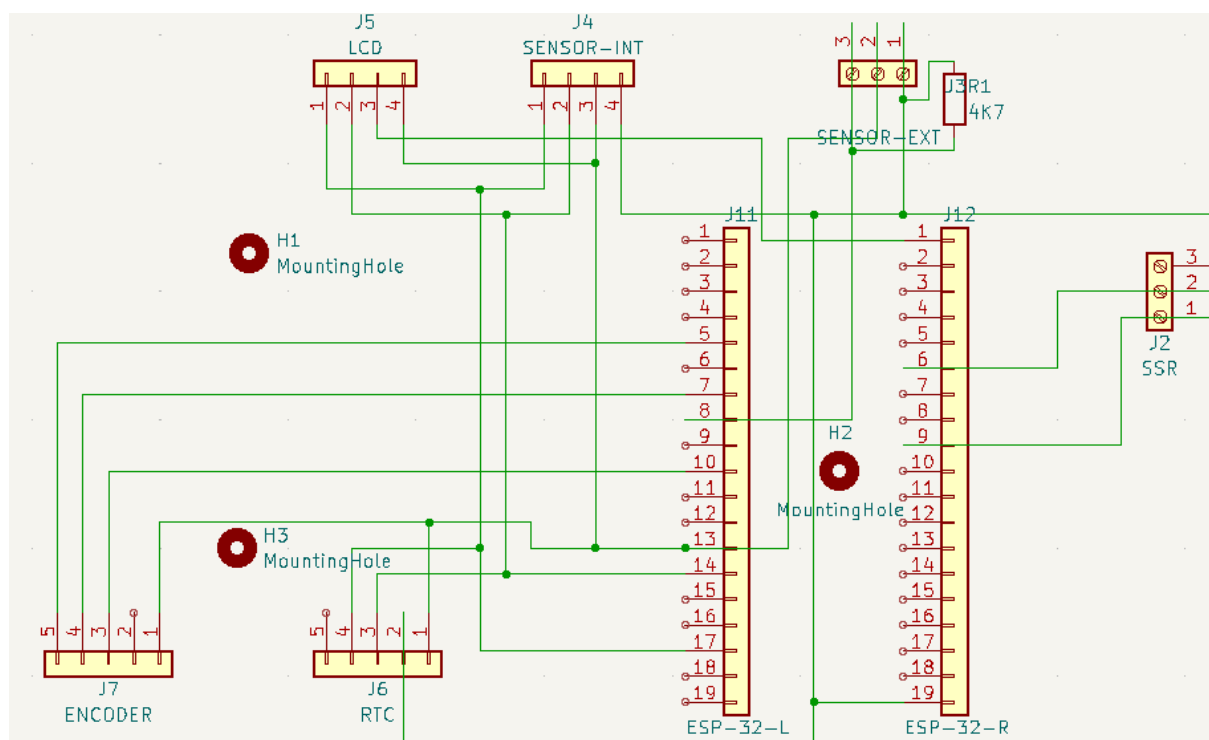 J5
LCD
1 2 3 4
J4
SENSOR-INT
1 2 3 4
3 2 1
J3
R1
4K7
SENSOR-EXT
H1
MountingHole
J11
1
2
3
4
5
6
7
8
9
10
11
12
13
14
15
16
17
18
19
ESP-32-L
J12
1
2
3
4
5
6
7
8
9
10
11
12
13
14
15
16
17
18
19
ESP-32-R
3
2
1
J2
SSR
H2
MountingHole
H3
MountingHole
5 4 3 2 1
J7
ENCODER
5 4 3 2 1
J6
RTC